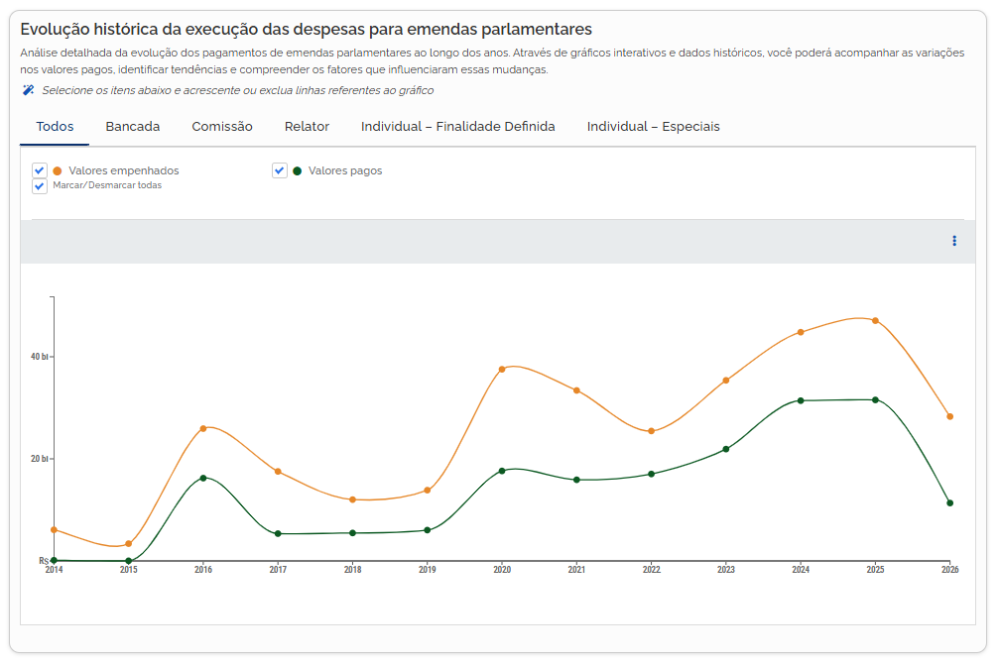 Evolução histórica da execução das despesas para emendas parlamentares
Análise detalhada da evolução dos pagamentos de emendas parlamentares ao longo dos anos. Através de gráficos interativos e dados históricos, você poderá acompanhar as variações
nos valores pagos, identificar tendências e compreender os fatores que influenciaram essas mudanças.
Selecione os itens abaixo e acrescente ou exclua linhas referentes ao gráfico
Todos Bancada Comissão Relator Individual – Finalidade Definida Individual – Especiais
Valores empenhados Valores pagos
Marcar/Desmarcar todas
40 bi
20 bi
R$
2014 2015 2016 2017 2018 2019 2020 2021 2022 2023 2024 2025 2026